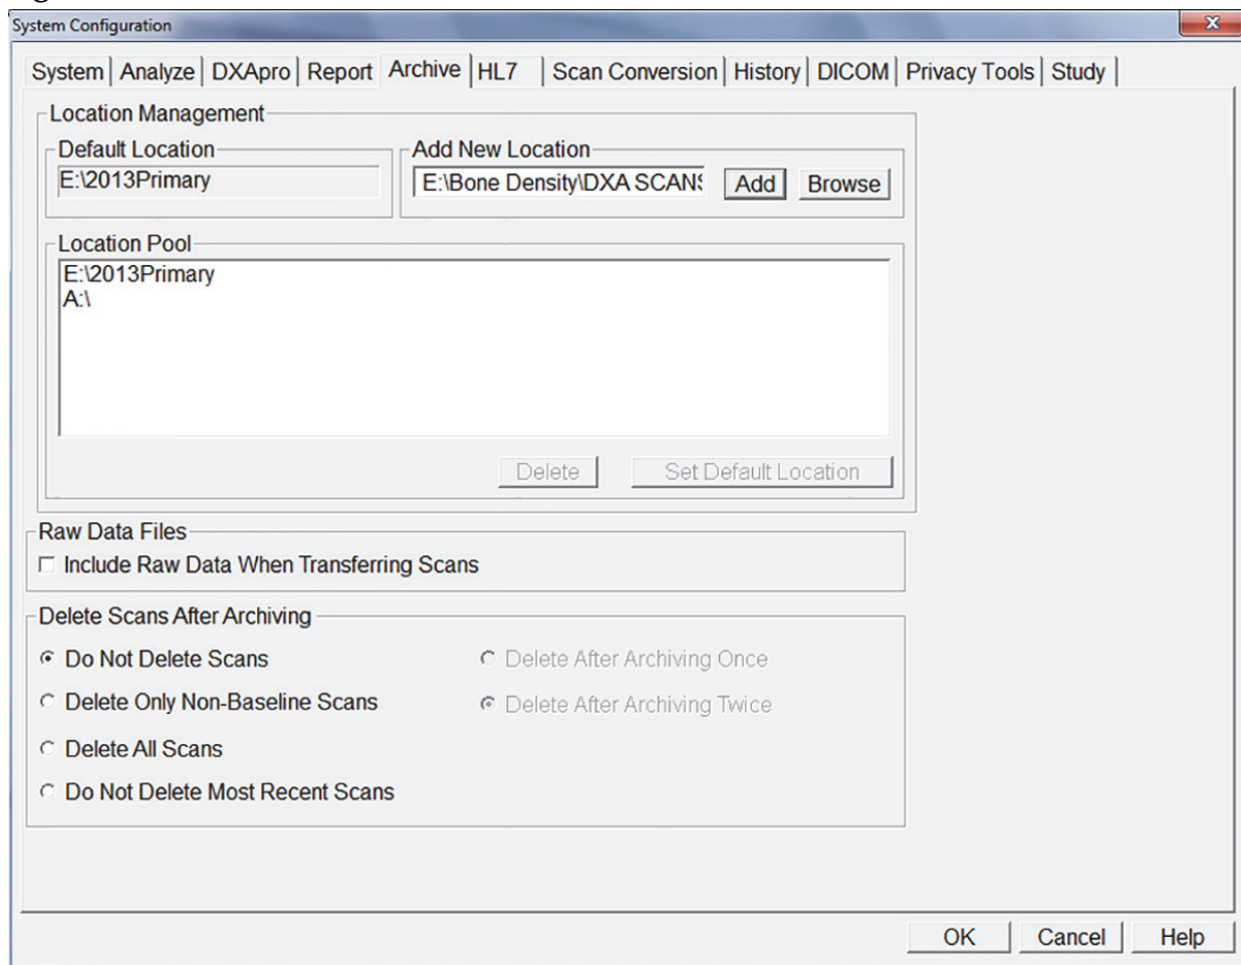 System Configuration
System Analyze DXApro Report Archive HL7 Scan Conversion History DICOM Privacy Tools Study
Location Management
Default Location
E:\2013Primary
Add New Location
E:\Bone Density\DXA SCANS
Add Browse
Location Pool
E:\2013Primary
A:\
Delete Set Default Location
Raw Data Files
Include Raw Data When Transferring Scans
Delete Scans After Archiving
Do Not Delete Scans
Delete After Archiving Once
Delete Only Non-Baseline Scans
Delete After Archiving Twice
Delete All Scans
Do Not Delete Most Recent Scans
OK Cancel Help